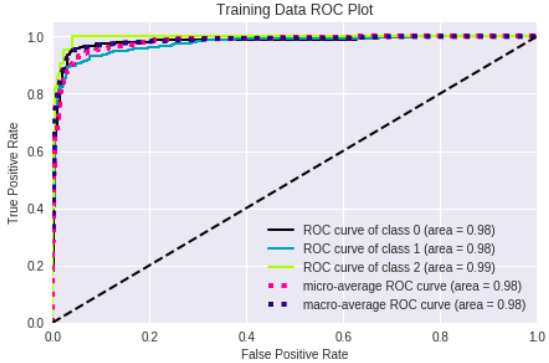 Training Data ROC Plot
1.0
0.8
0.6
0.4
0.2
0.0
True Positive Rate
ROC curve of class 0 (area = 0.98)
ROC curve of class 1 (area = 0.98)
ROC curve of class 2 (area = 0.99)
micro-average ROC curve (area = 0.98)
macro-average ROC curve (area = 0.98)
0.0 0.2 0.4 0.6 0.8 1.0
False Positive Rate